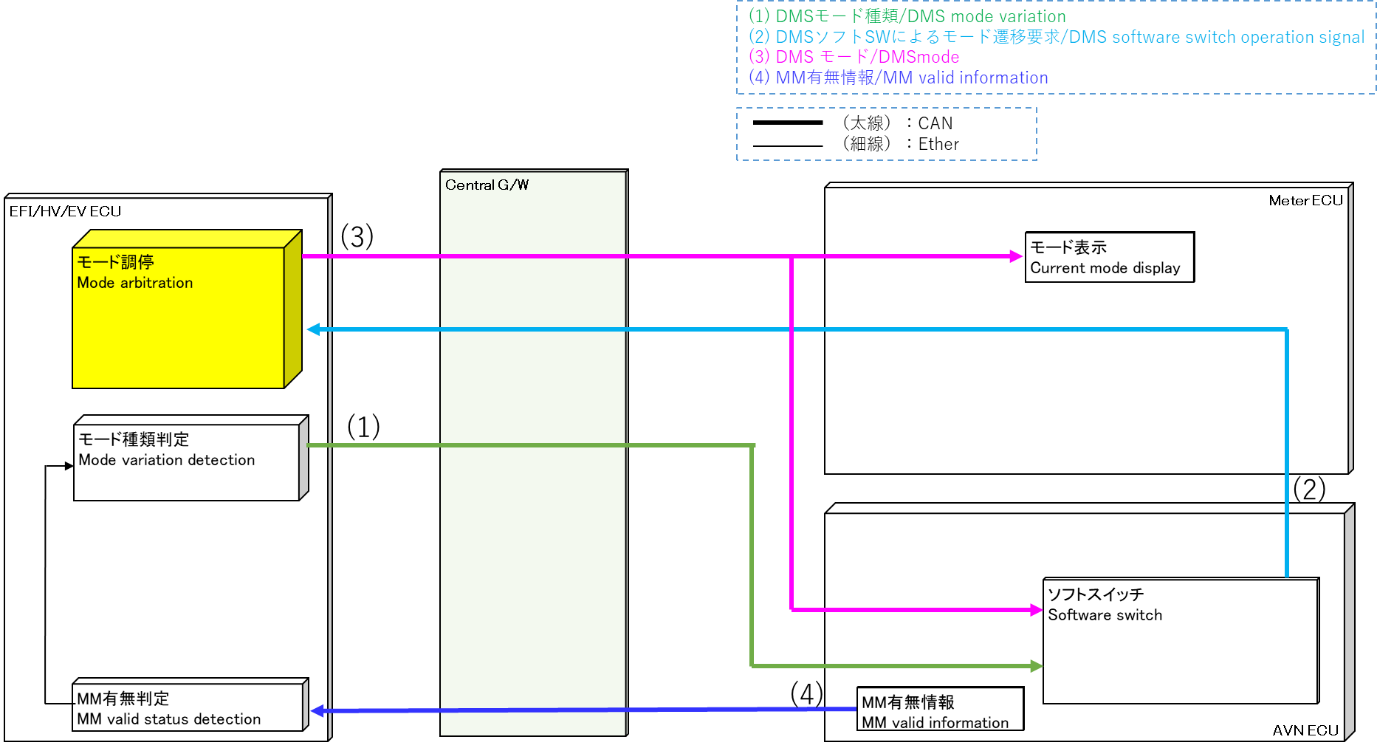 (1) DMSモード種類/DMS mode variation
(2) DMSソフトSWによるモード遷移要求/DMS software switch operation signal
(3) DMS モード/DMSmode
(4) MM有無情報/MM valid information
（太線）：CAN
（細線）：Ether
Central G/W
EFI/HV/EV ECU
Meter ECU
(3)
モード調停
Mode arbitration
モード表示
Current mode display
(1)
モード種類判定
Mode variation detection
(2)
ソフトスイッチ
Software switch
(4)
MM有無判定
MM valid status detection
MM有無情報
MM valid information
AVN ECU